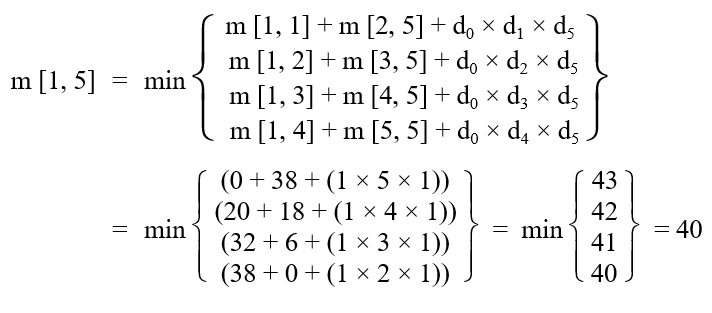 m [1, 1] + m [2, 5] + d₀ × d₁ × d₅
m [1, 2] + m [3, 5] + d₀ × d₂ × d₅
m [1, 5] = min
m [1, 3] + m [4, 5] + d₀ × d₃ × d₅
m [1, 4] + m [5, 5] + d₀ × d₄ × d₅
(0 + 38 + (1 × 5 × 1)) 43
(20 + 18 + (1 × 4 × 1)) 42
= min = min = 40
(32 + 6 + (1 × 3 × 1)) 41
(38 + 0 + (1 × 2 × 1)) 40